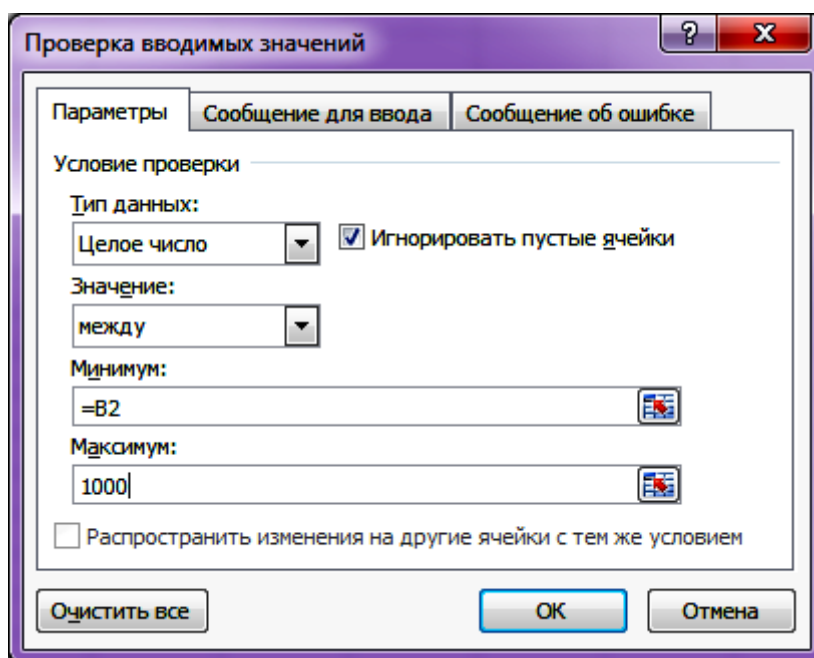 Проверка вводимых значений
?
Параметры Сообщение для ввода Сообщение об ошибке
Условие проверки
Тип данных:
Целое число Игнорировать пустые ячейки
Значение:
между
Минимум:
=B2
Максимум:
1000
Распространить изменения на другие ячейки с тем же условием
Очистить все ОК Отмена